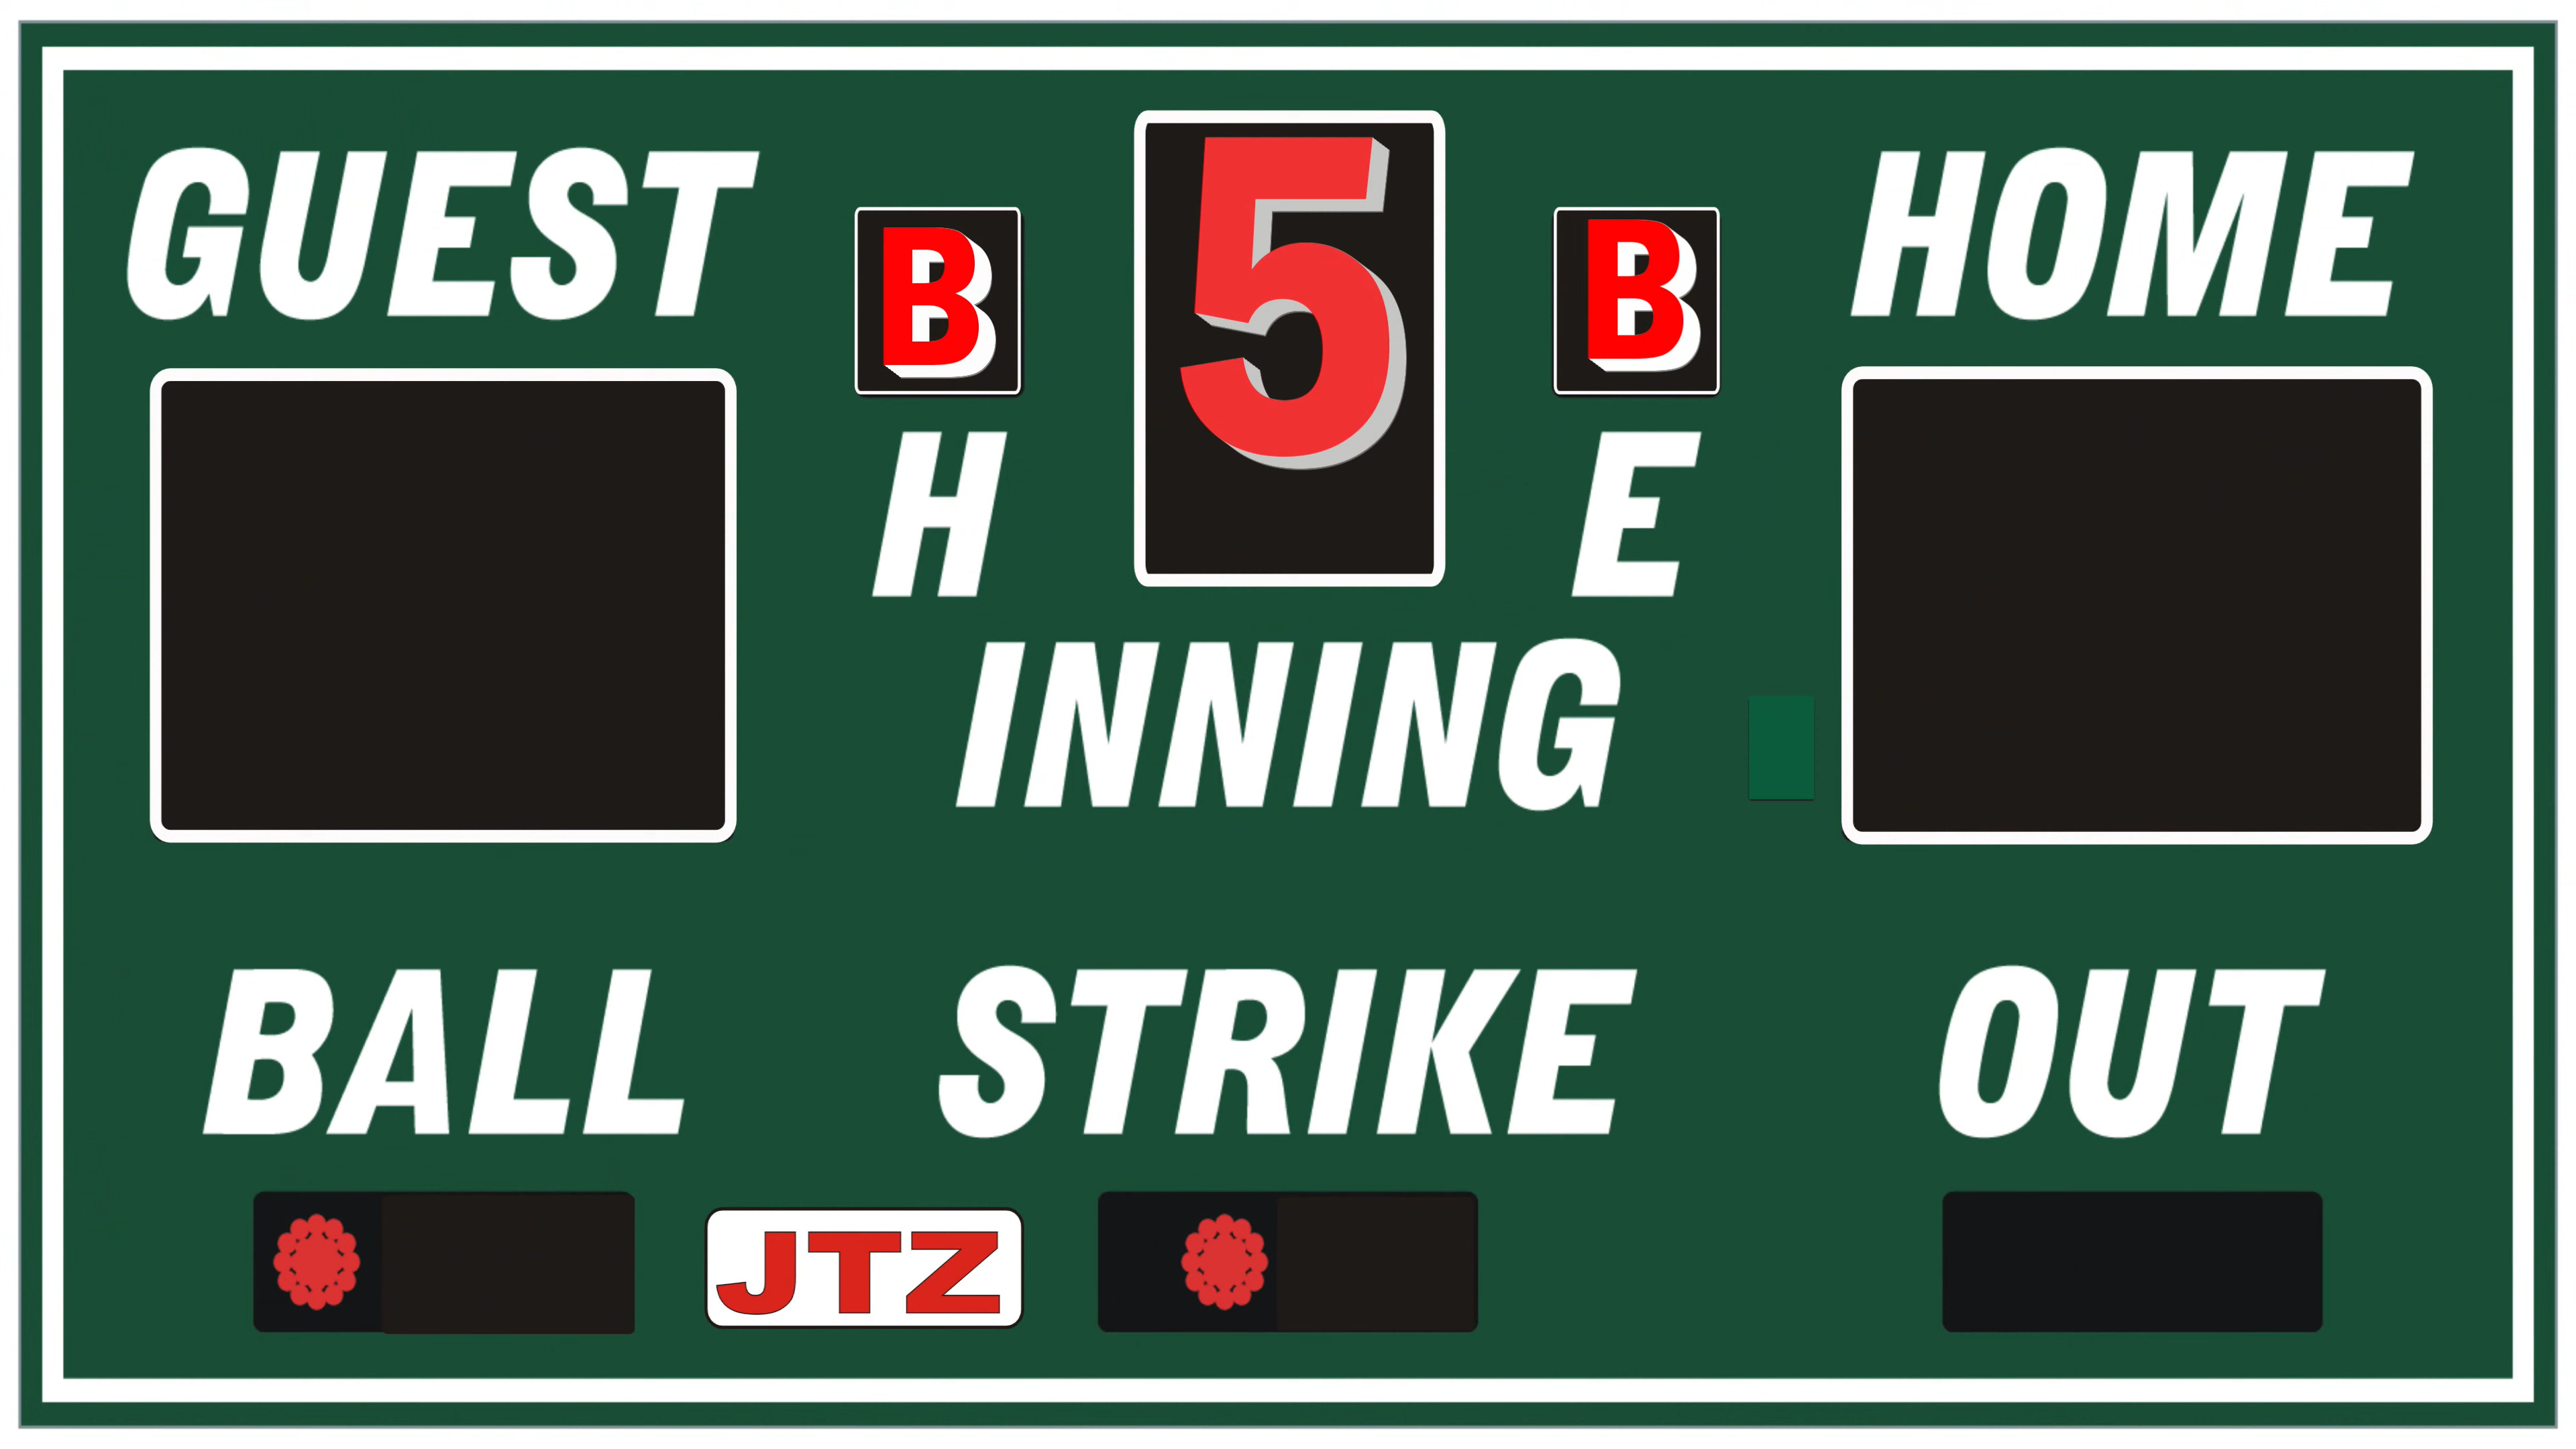 GUEST B 5 B HOME
H E
INNING
BALL STRIKE OUT
JTZ